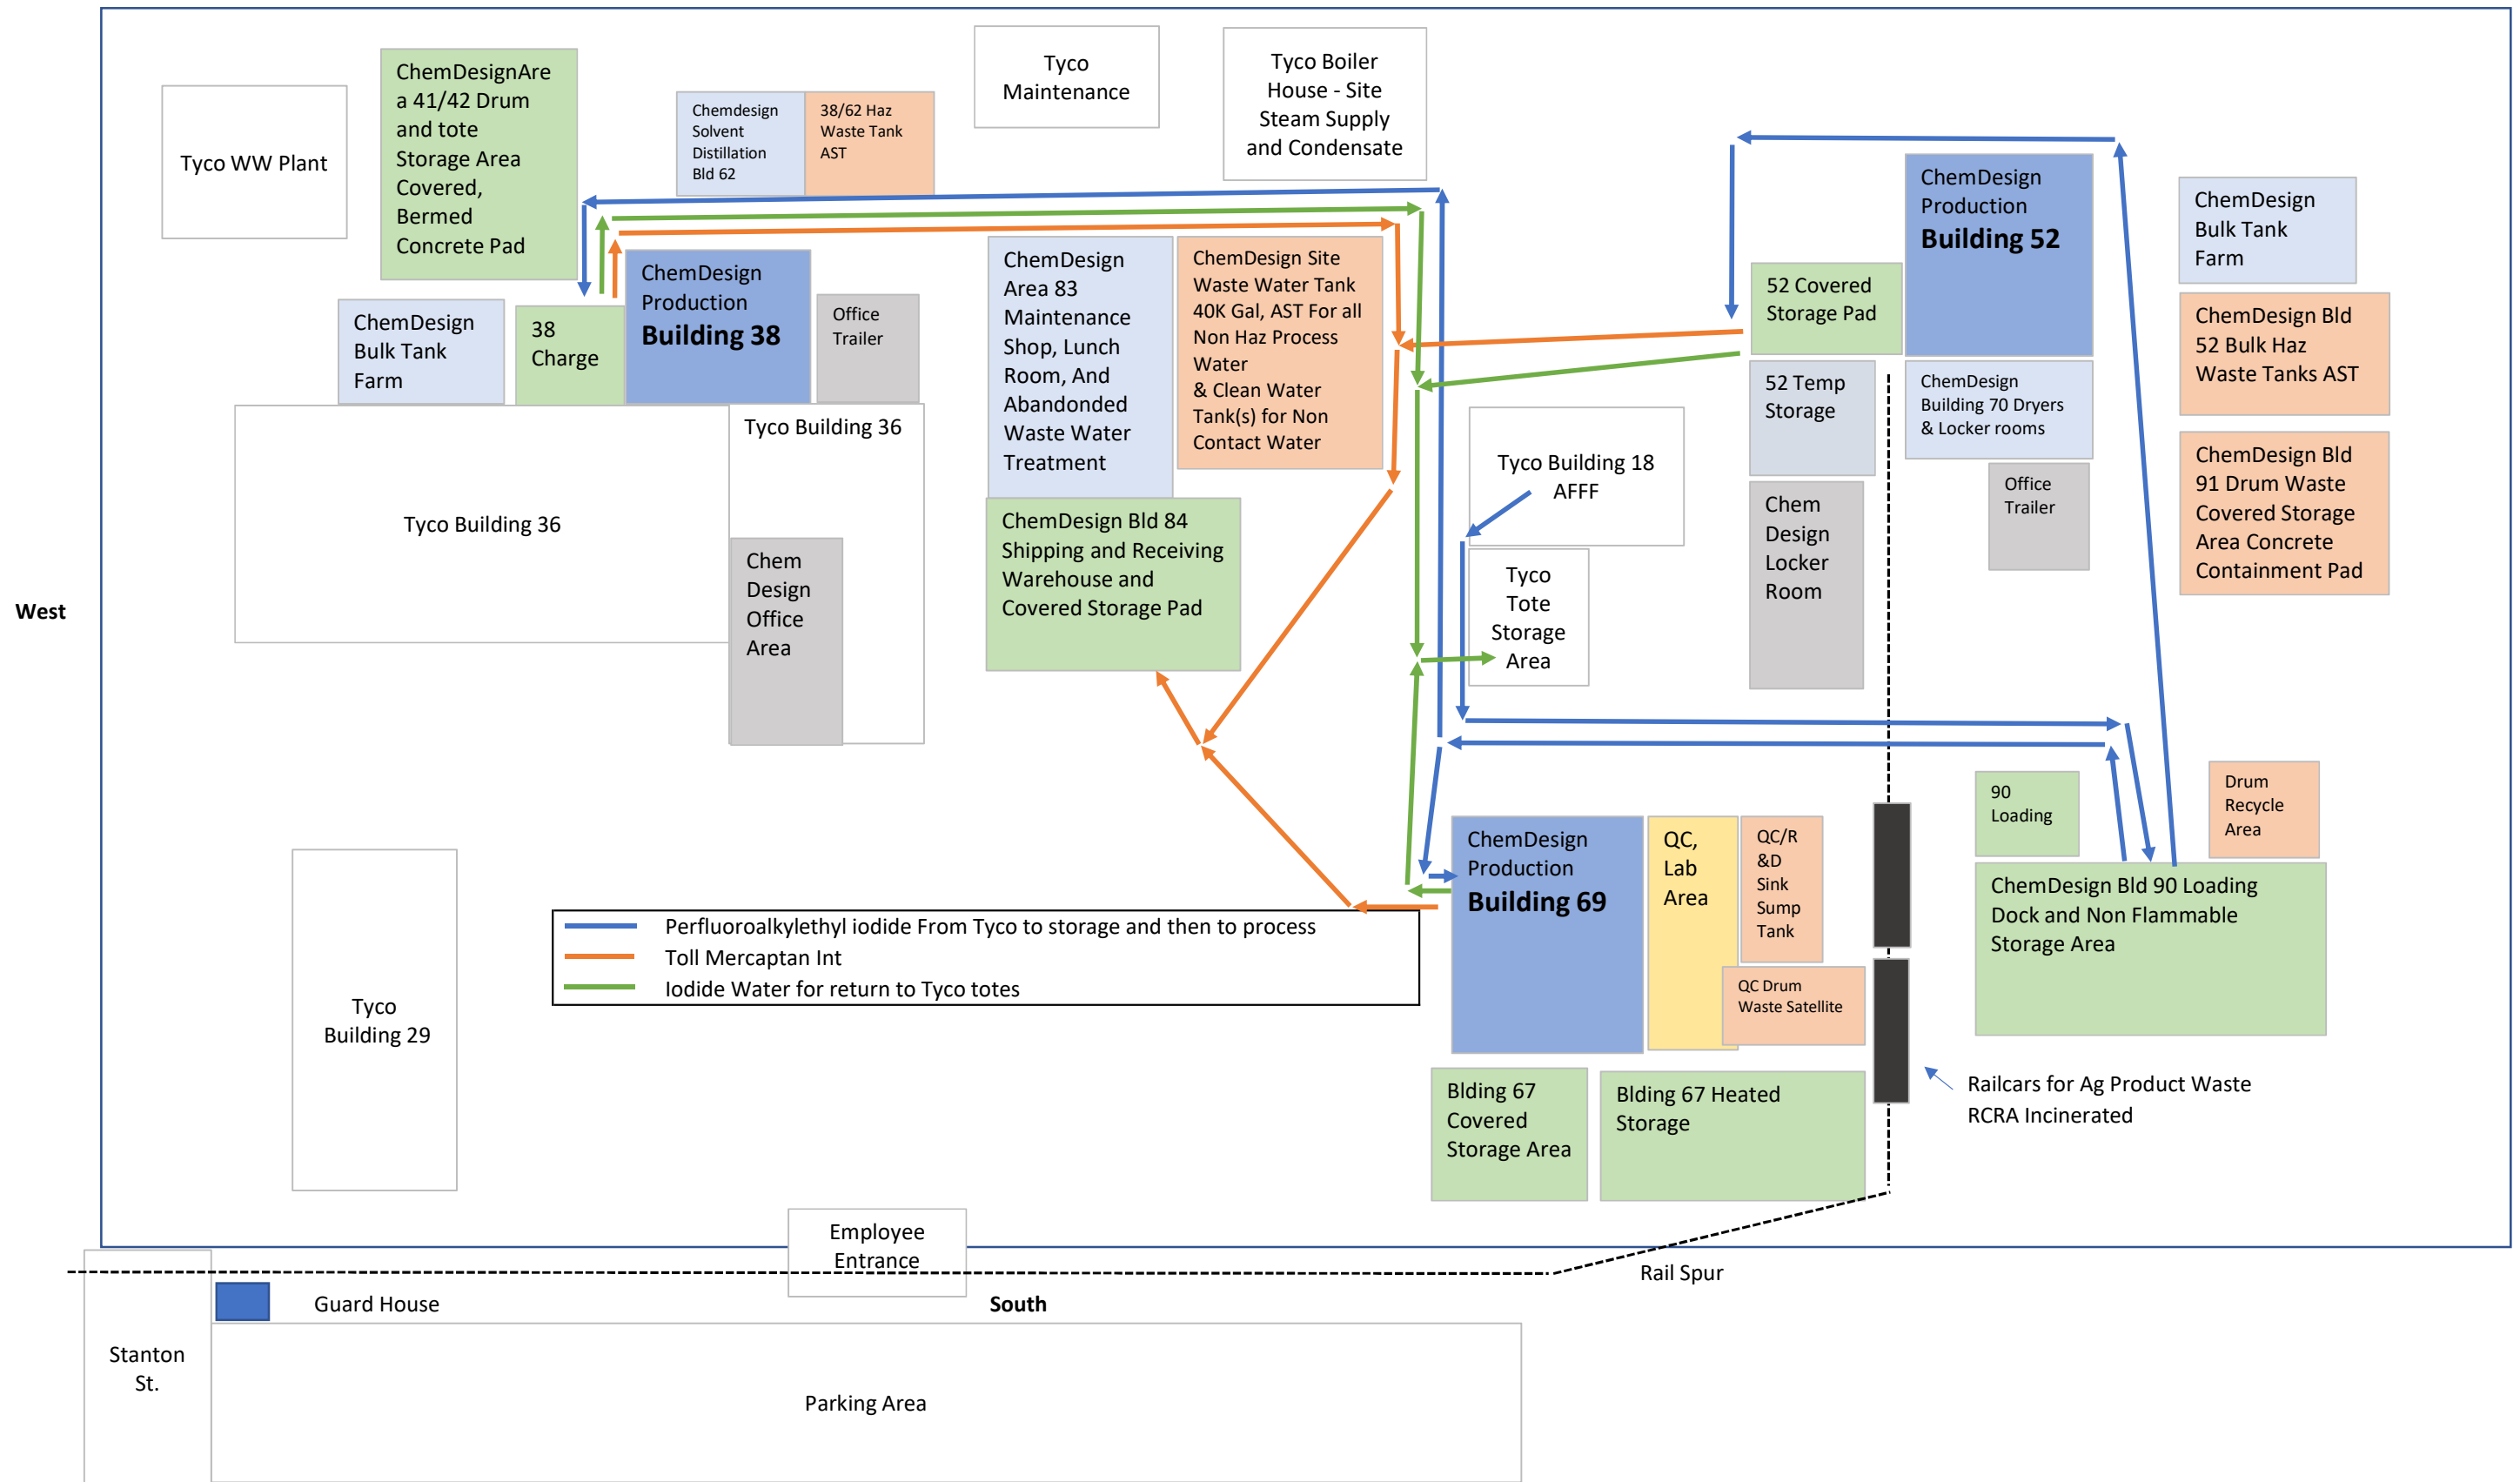 Tyco WW Plant
ChemDesignAre
a 41/42 Drum
and tote
Storage Area
Covered,
Bermed
Concrete Pad
Chemdesign
Solvent
Distillation
Bld 62
38/62 Haz
Waste Tank
AST
Tyco
Maintenance
Tyco Boiler
House - Site
Steam Supply
and Condensate
ChemDesign
Production
Building 52
ChemDesign
Bulk Tank
Farm
ChemDesign
Bulk Tank
Farm
38
Charge
ChemDesign
Production
Building 38
Office
Trailer
ChemDesign
Area 83
Maintenance
Shop, Lunch
Room, And
Abandonded
Waste Water
Treatment
ChemDesign Site
Waste Water Tank
40K Gal, AST For all
Non Haz Process
Water
& Clean Water
Tank(s) for Non
Contact Water
52 Covered
Storage Pad
ChemDesign Bld
52 Bulk Haz
Waste Tanks AST
52 Temp
Storage
ChemDesign
Building 70 Dryers
& Locker rooms
Tyco Building 36
Tyco Building 36
Tyco Building 18
AFFF
Chem
Design
Locker
Room
Office
Trailer
ChemDesign Bld
91 Drum Waste
Covered Storage
Area Concrete
Containment Pad
Chem
Design
Office
Area
ChemDesign Bld 84
Shipping and Receiving
Warehouse and
Covered Storage Pad
Tyco
Tote
Storage
Area
West
90
Loading
Drum
Recycle
Area
Tyco
Building 29
ChemDesign
Production
Building 69
QC,
Lab
Area
QC/R
&D
Sink
Sump
Tank
QC Drum
Waste Satellite
ChemDesign Bld 90 Loading
Dock and Non Flammable
Storage Area
Perfluoroalkylethyl iodide From Tyco to storage and then to process
Toll Mercaptan Int
Iodide Water for return to Tyco totes
Blding 67
Covered
Storage Area
Blding 67 Heated
Storage
Railcars for Ag Product Waste
RCRA Incinerated
Employee
Entrance
Rail Spur
Guard House
South
Stanton
St.
Parking Area